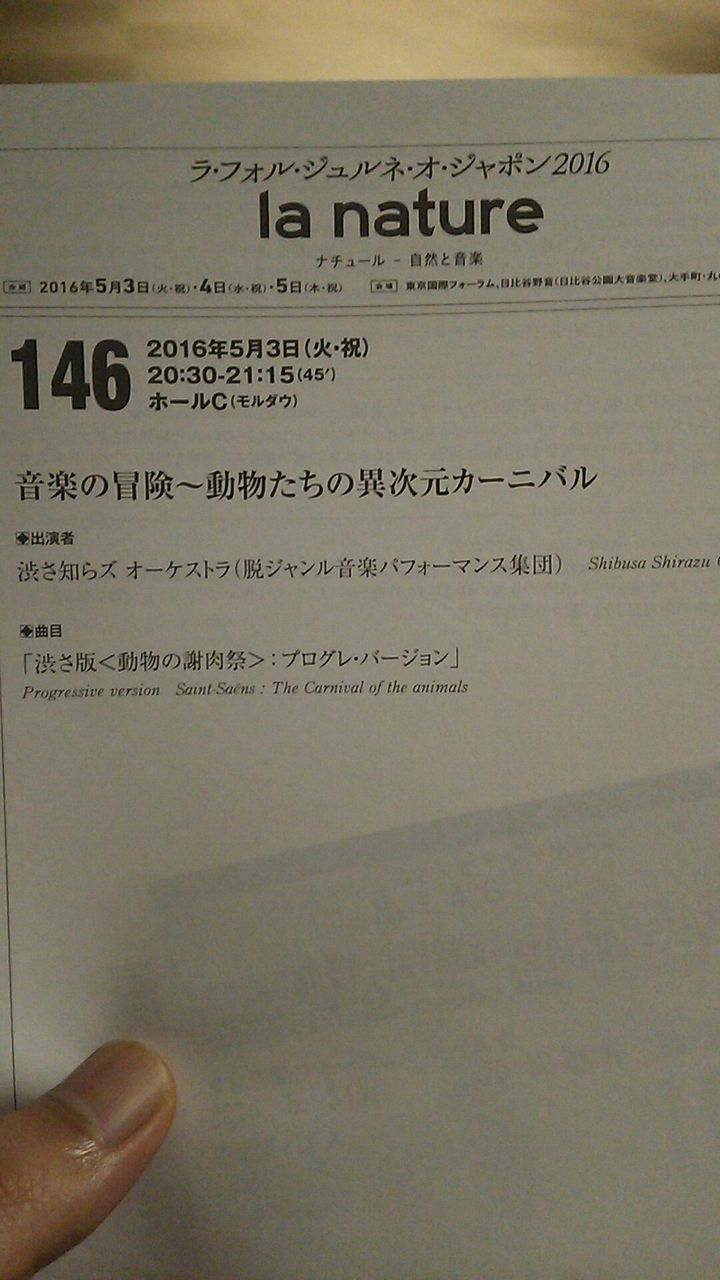 ラ・フォル・ジュルネ・オ・ジャポン2016
la nature
ナチュール − 自然と音楽
会期 2016年5月3日(火・祝)・4日(水・祝)・5日(木・祝) 会場 東京国際フォーラム、日比谷野音(日比谷公園大音楽堂)、大手町・丸
146
2016年5月3日(火・祝)
20:30-21:15(45′)
ホールC(モルダウ)
音楽の冒険〜動物たちの異次元カーニバル
◆出演者
渋さ知らズ オーケストラ(脱ジャンル音楽パフォーマンス集団) Shibusa Shirazu
◆曲目
「渋さ版<動物の謝肉祭>:プログレ・バージョン」
Progressive version Saint-Saëns : The Carnival of the animals